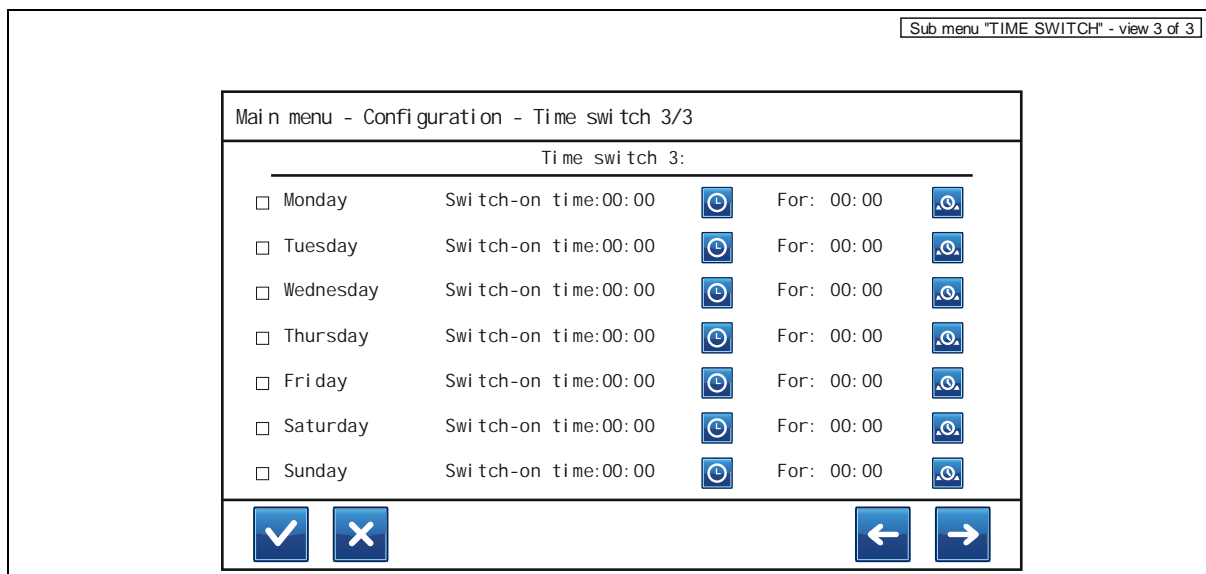 Sub menu "TIME SWITCH" - view 3 of 3
Main menu - Configuration - Time switch 3/3
Time switch 3:
Monday Switch-on time:00:00 For: 00:00
Tuesday Switch-on time:00:00 For: 00:00
Wednesday Switch-on time:00:00 For: 00:00
Thursday Switch-on time:00:00 For: 00:00
Friday Switch-on time:00:00 For: 00:00
Saturday Switch-on time:00:00 For: 00:00
Sunday Switch-on time:00:00 For: 00:00